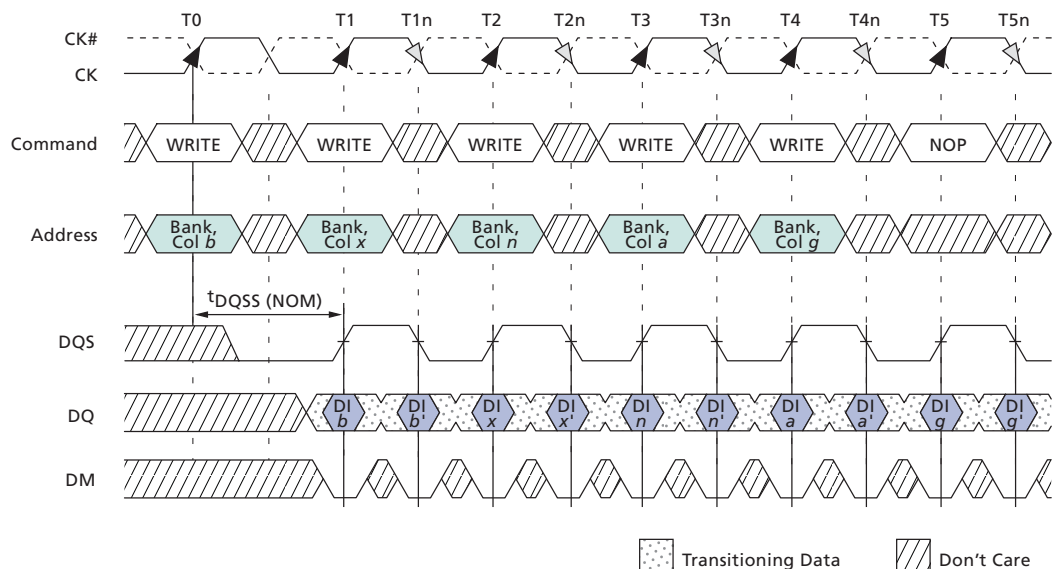 T0 T1 T1n T2 T2n T3 T3n T4 T4n T5 T5n
CK#
CK
Command WRITE WRITE WRITE WRITE WRITE NOP
Address Bank, Col b Bank, Col x Bank, Col n Bank, Col a Bank, Col g
tDQSS (NOM)
DQS
DQ DI b DI b' DI x DI x' DI n DI n' DI a DI a' DI g DI g'
DM
Transitioning Data Don't Care